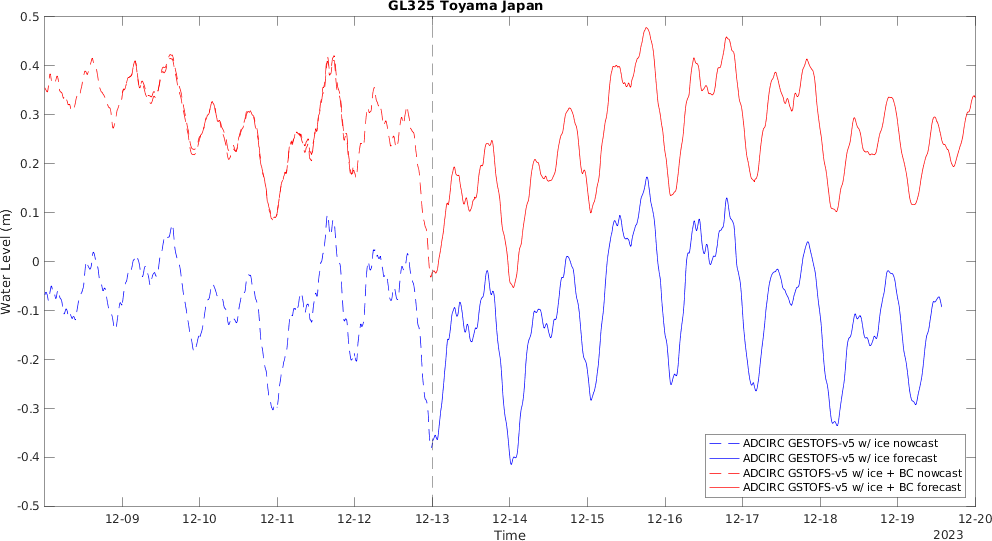 GL325 Toyama Japan
0.5
0.4
0.3
0.2
0.1
0
-0.1
-0.2
-0.3
-0.4
-0.5
Water Level (m)
ADCIRC GESTOFS-v5 w/ ice nowcast
ADCIRC GESTOFS-v5 w/ ice forecast
ADCIRC GSTOFS-v5 w/ ice + BC nowcast
ADCIRC GSTOFS-v5 w/ ice + BC forecast
12-09 12-10 12-11 12-12 12-13 12-14 12-15 12-16 12-17 12-18 12-19 12-20
Time
2023